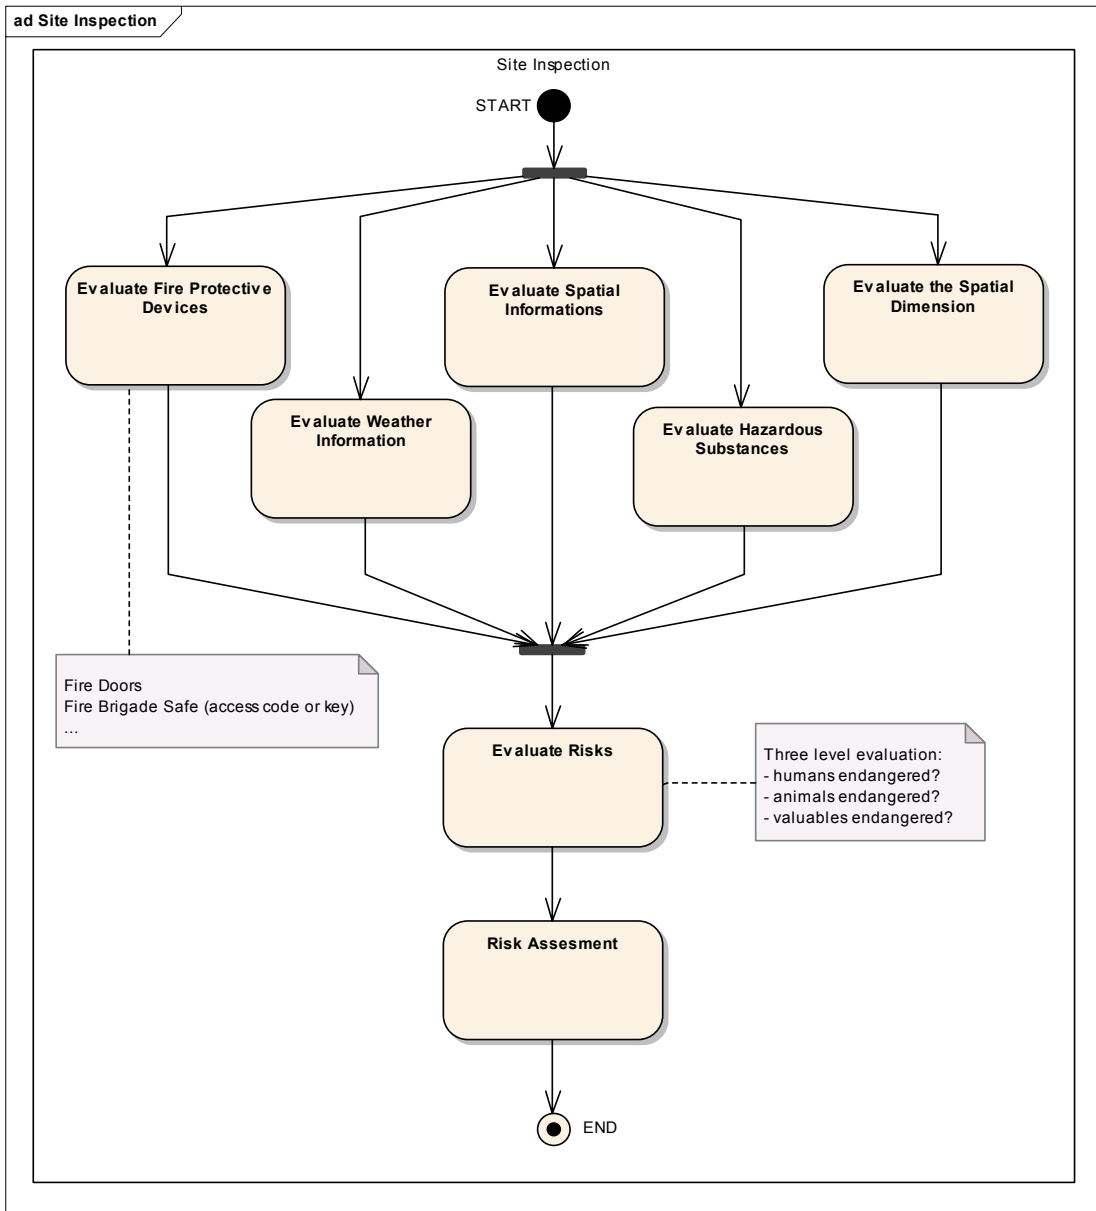 ad Site Inspection
Site Inspection
START
Evaluate Fire Protective
Devices
Evaluate Spatial
Informations
Evaluate the Spatial
Dimension
Evaluate Weather
Information
Evaluate Hazardous
Substances
Fire Doors
Fire Brigade Safe (access code or key)
...
Evaluate Risks
Three level evaluation:
- humans endangered?
- animals endangered?
- valuables endangered?
Risk Assesment
END